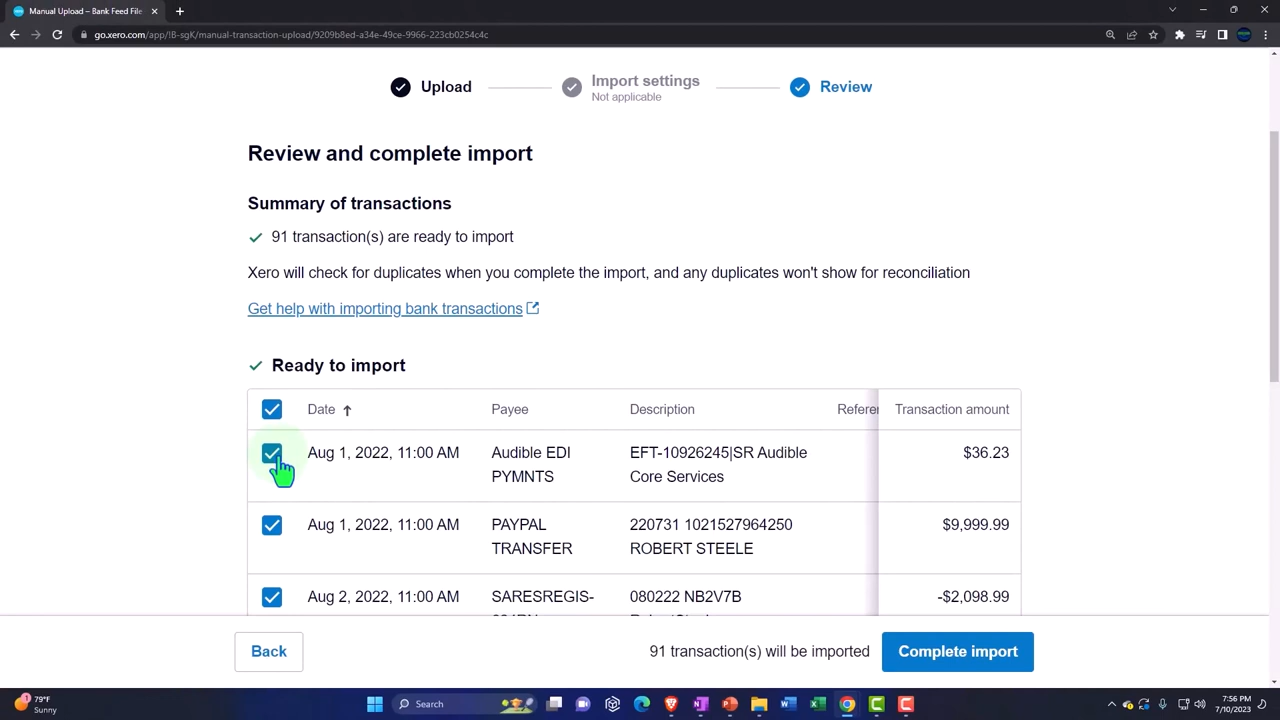 Manual Upload – Bank Feed File
go.xero.com/app/!B-sgK/manual-transaction-upload/9209b8ed-a34e-49ce-9966-223cb0254c4c
Upload
Import settings
Not applicable
Review
Review and complete import
Summary of transactions
91 transaction(s) are ready to import
Xero will check for duplicates when you complete the import, and any duplicates won't show for reconciliation
Get help with importing bank transactions
Ready to import
Date Payee Description Refere Transaction amount
Aug 1, 2022, 11:00 AM Audible EDI EFT-10926245|SR Audible $36.23
PYMNTS Core Services
Aug 1, 2022, 11:00 AM PAYPAL 220731 1021527964250 $9,999.99
TRANSFER ROBERT STEELE
Aug 2, 2022, 11:00 AM SARESREGIS- 080222 NB2V7B -$2,098.99
Back 91 transaction(s) will be imported Complete import
79°F
Sunny
Search
7:56 PM
7/10/2023